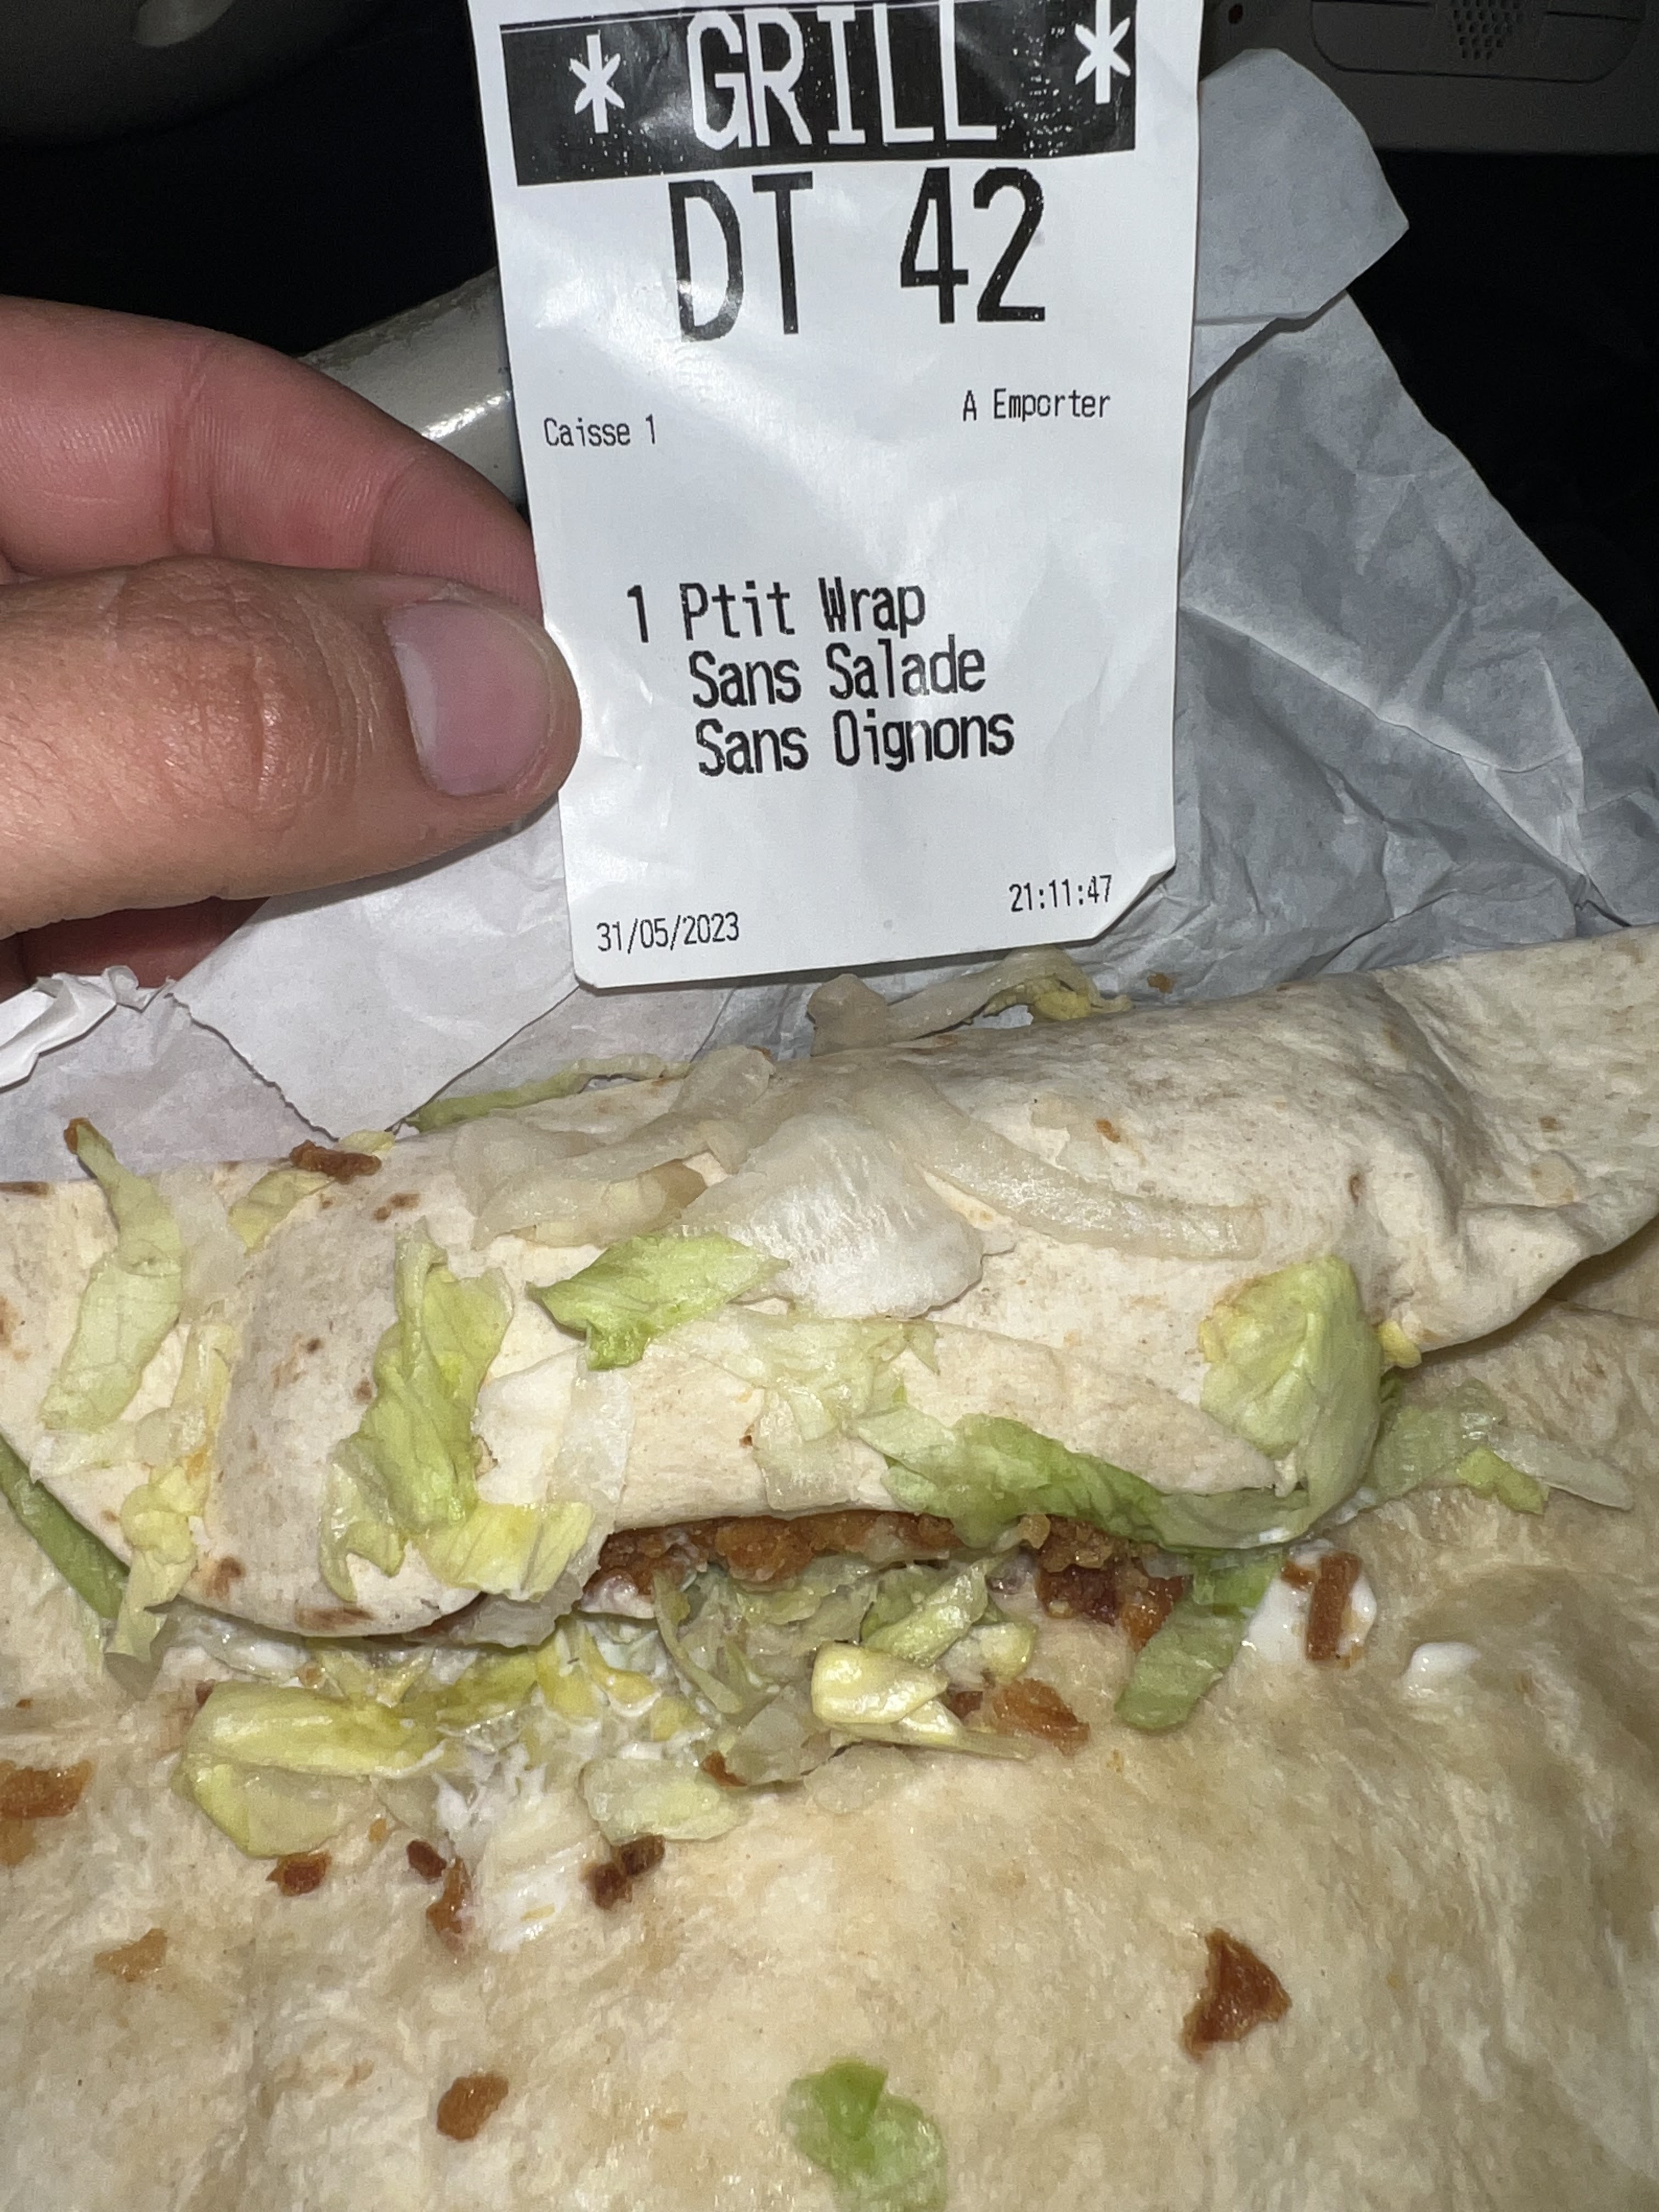 * GRILL *
DT 42
Caisse 1 A Emporter
1 Ptit Wrap
Sans Salade
Sans Oignons
31/05/2023 21:11:47